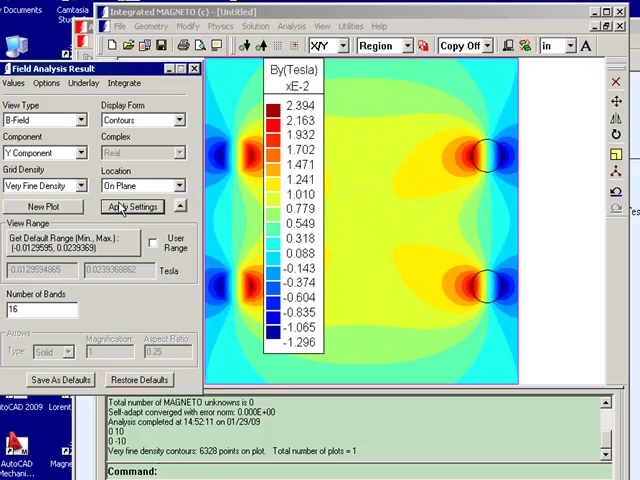 Camtasia
Studi
Integrated MAGNETO (c) - [Untitled]
File Geometry Physics Solution Analysis View Utilities Help
X/Y Region Copy Off in
Field Analysis Result
Values Options Underlay Integrate
View Type Display Form
B-Field Contours
Component Complex
Y Component Real
Grid Density Location
Very Fine Density On Plane
New Plot Apply Settings
View Range
Get Default Range (Min., Max.) :
(-0.0129595, 0.0239369)
User
Range
-0.0129594865 0.0239368862 Tesla
Number of Bands
16
Arrows
Type: Solid Magnification: 1 Aspect Ratio: 0.25
Save As Defaults Restore Defaults
By(Tesla)
xE-2
2.394
2.163
1.932
1.702
1.471
1.241
1.010
0.779
0.549
0.318
0.088
-0.143
-0.374
-0.604
-0.835
-1.065
-1.296
Total number of MAGNETO unknowns is 0
Self-adapt converged with error norm: 0.000E+00
Analysis completed at 14:52:11 on 01/29/09
0 10
0 -10
Very fine density contours: 6328 points on plot. Total number of plots = 1
Command:
AutoCAD 2009 Lorent
AutoCAD
Mechani... Magne